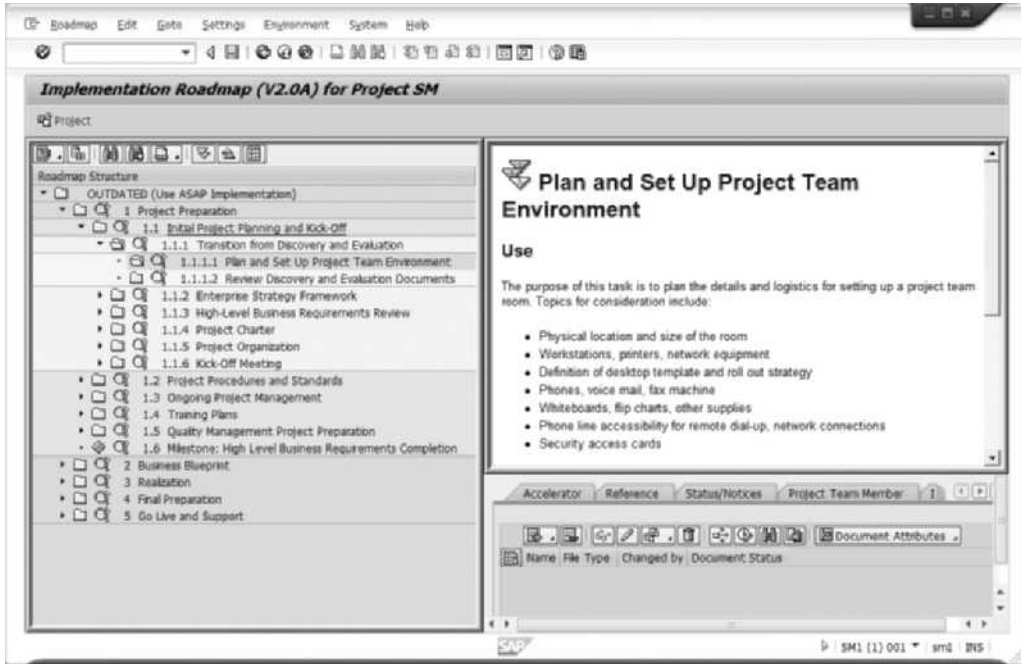 Roadmap Edit Goto Settings Environment System Help
Implementation Roadmap (V2.0A) for Project SM
Project
Roadmap Structure
OUTDATED (Use ASAP Implementation)
1 Project Preparation
1.1 Initial Project Planning and Kick-Off
1.1.1 Transition from Discovery and Evaluation
1.1.1.1 Plan and Set Up Project Team Environment
1.1.1.2 Review Discovery and Evaluation Documents
1.1.2 Enterprise Strategy Framework
1.1.3 High-Level Business Requirements Review
1.1.4 Project Charter
1.1.5 Project Organization
1.1.6 Kick-Off Meeting
1.2 Project Procedures and Standards
1.3 Ongoing Project Management
1.4 Training Plans
1.5 Quality Management Project Preparation
1.6 Milestone: High Level Business Requirements Completion
2 Business Blueprint
3 Realization
4 Final Preparation
5 Go Live and Support
Plan and Set Up Project Team
Environment
Use
The purpose of this task is to plan the details and logistics for setting up a project team
room. Topics for consideration include:
• Physical location and size of the room
• Workstations, printers, network equipment
• Definition of desktop template and roll out strategy
• Phones, voice mail, fax machine
• Whiteboards, flip charts, other supplies
• Phone line accessibility for remote dial-up, network connections
• Security access cards
Accelerator Reference Status/Notices Project Team Member I
Document Attributes
Name File Type Changed by Document Status
SAP
SM1 (1) 001 sm1 INS